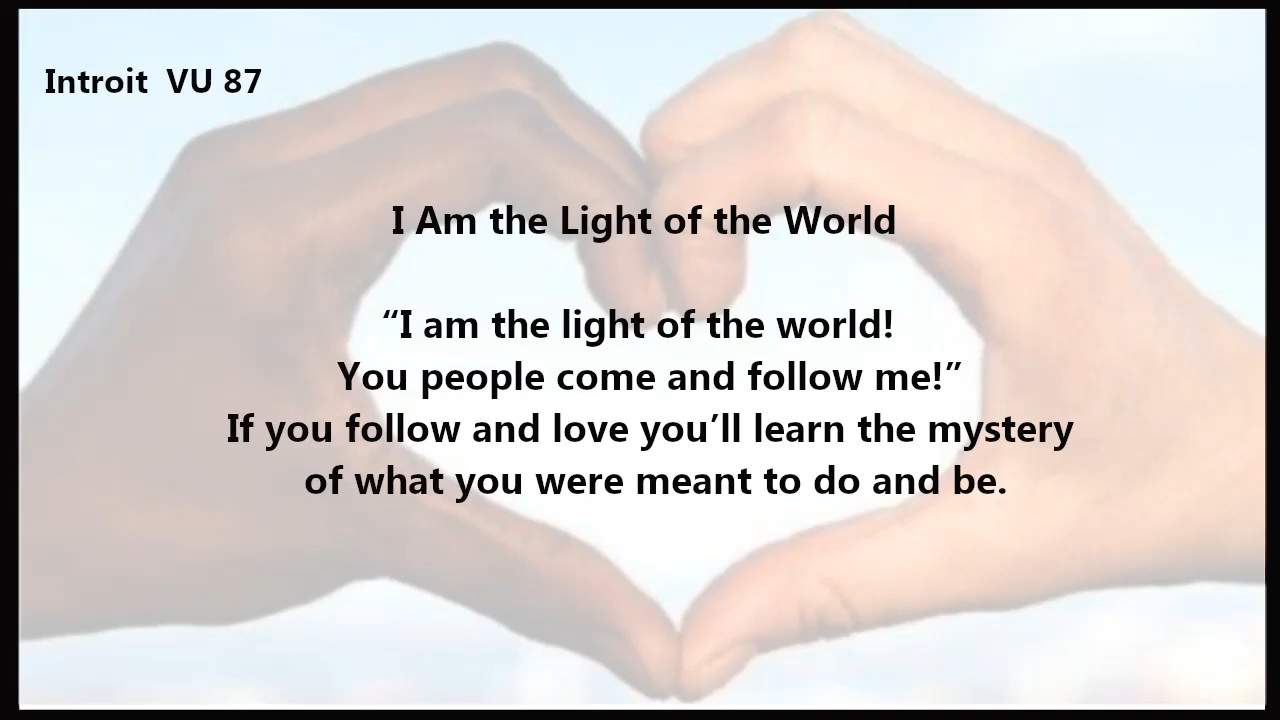 Introit  VU 87
I Am the Light of the World
“I am the light of the world!
You people come and follow me!”
If you follow and love you’ll learn the mystery
of what you were meant to do and be.